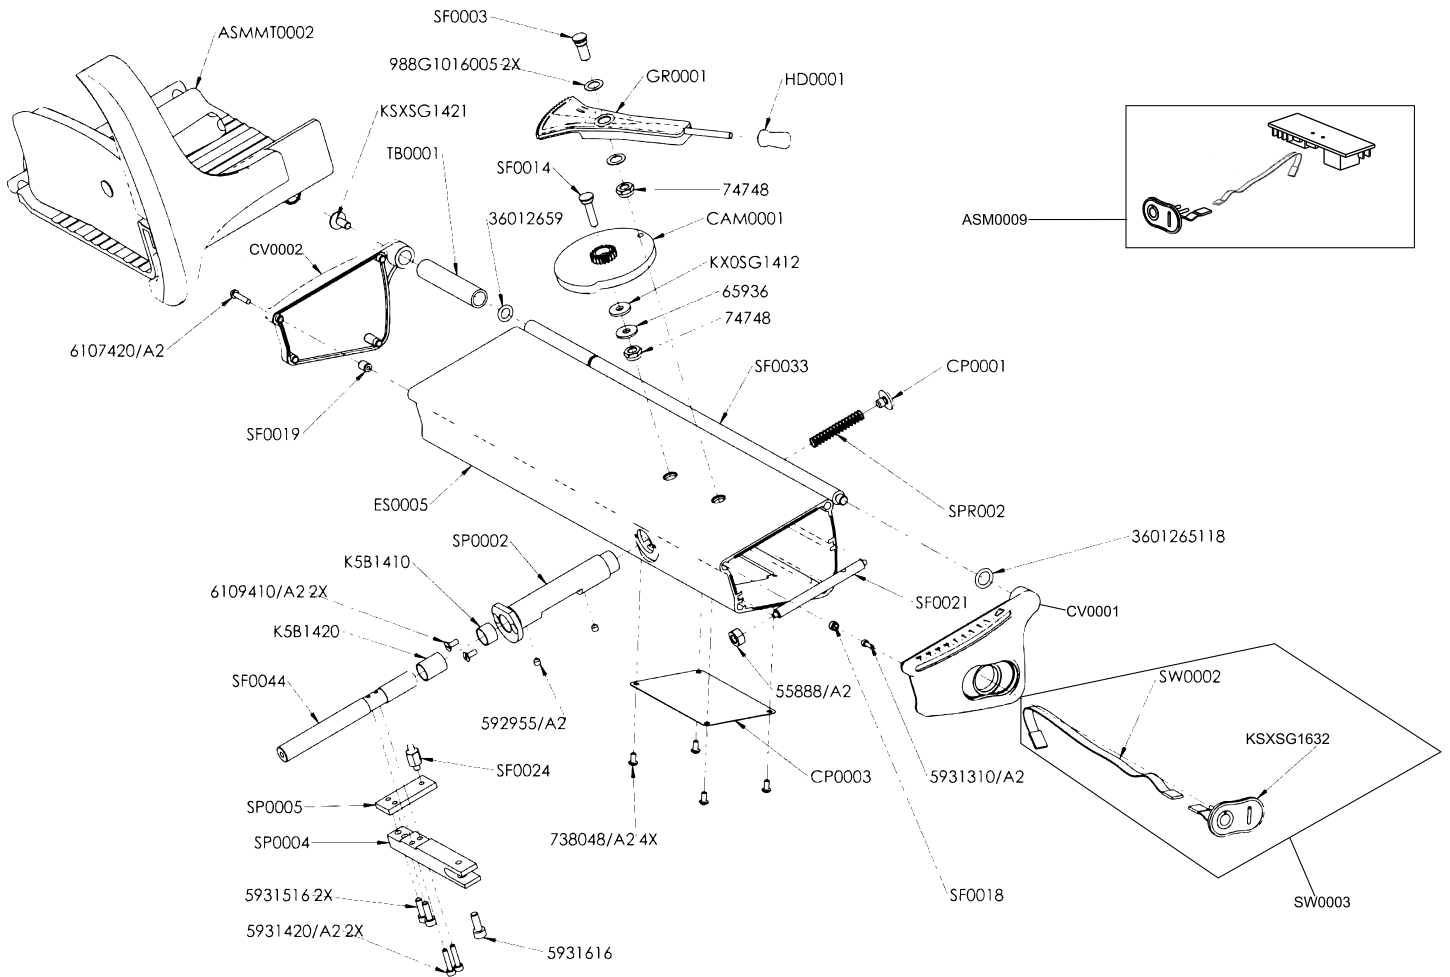 SF0003
ASMMT0002
988G1016005 2X
GR0001
HD0001
KSXSG1421
TB0001
SF0014
74748
36012659
CAM0001
ASM0009
CV0002
KX0SG1412
65936
74748
6107420/A2
SF0033
CP0001
SF0019
ES0005
SPR002
SP0002
3601265118
K5B1410
6109410/A2 2X
SF0021
CV0001
K5B1420
SF0044
55888/A2
SW0002
592955/A2
KSXSG1632
SF0024
CP0003
5931310/A2
SP0005
738048/A2 4X
SP0004
5931516 2X
SF0018
SW0003
5931420/A2 2X
5931616